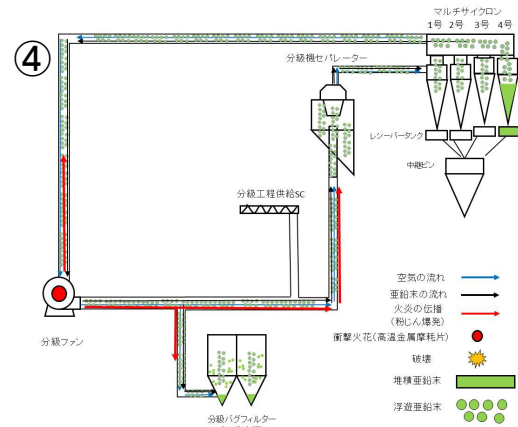 ④
マルチサイクロン
1号 2号 3号 4号
分級機セパレーター
レシーバータンク
中継ビン
分級工程供給SC
分級ファン
分級バグフィルター
空気の流れ
亜鉛末の流れ
火炎の伝播
(粉じん爆発)
衝撃火花(高温金属摩耗片)
破壊
堆積亜鉛末
浮遊亜鉛末